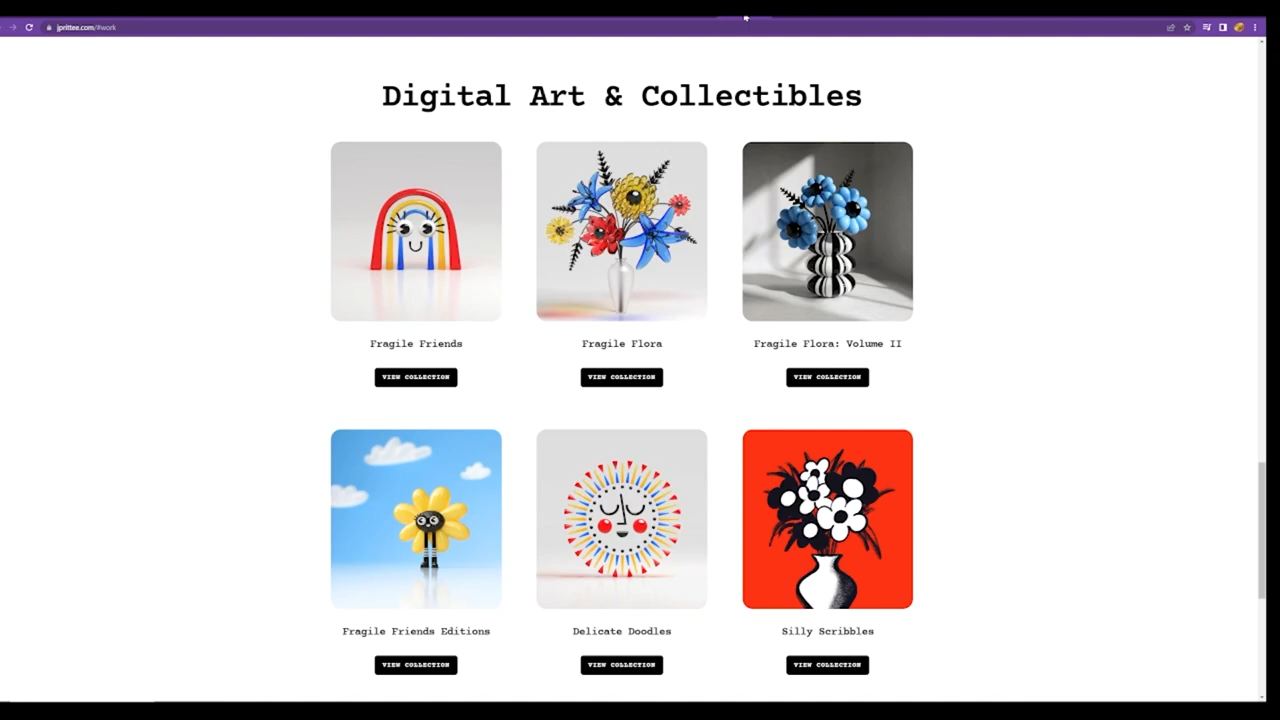 jprittee.com/#work
Digital Art & Collectibles
Fragile Friends
Fragile Flora
Fragile Flora: Volume II
VIEW COLLECTION
VIEW COLLECTION
VIEW COLLECTION
Fragile Friends Editions
Delicate Doodles
Silly Scribbles
VIEW COLLECTION
VIEW COLLECTION
VIEW COLLECTION